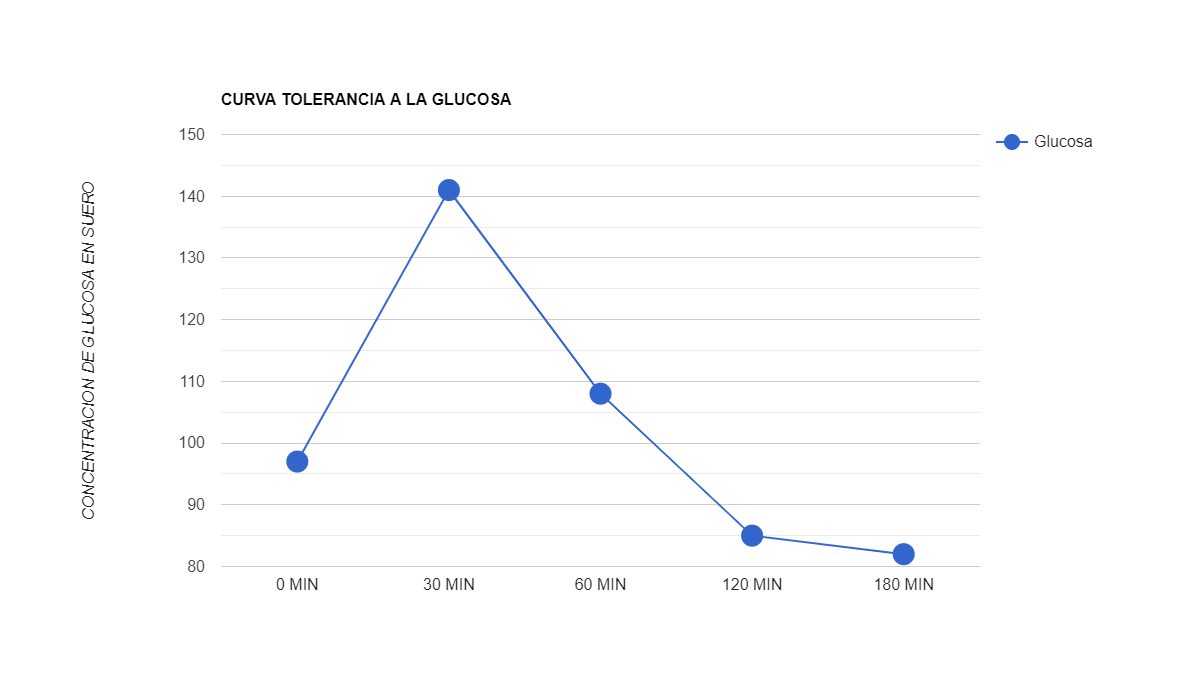 CURVA TOLERANCIA A LA GLUCOSA
Glucosa
CONCENTRACION DE GLUCOSA EN SUERO
150
140
130
120
110
100
90
80
0 MIN
30 MIN
60 MIN
120 MIN
180 MIN